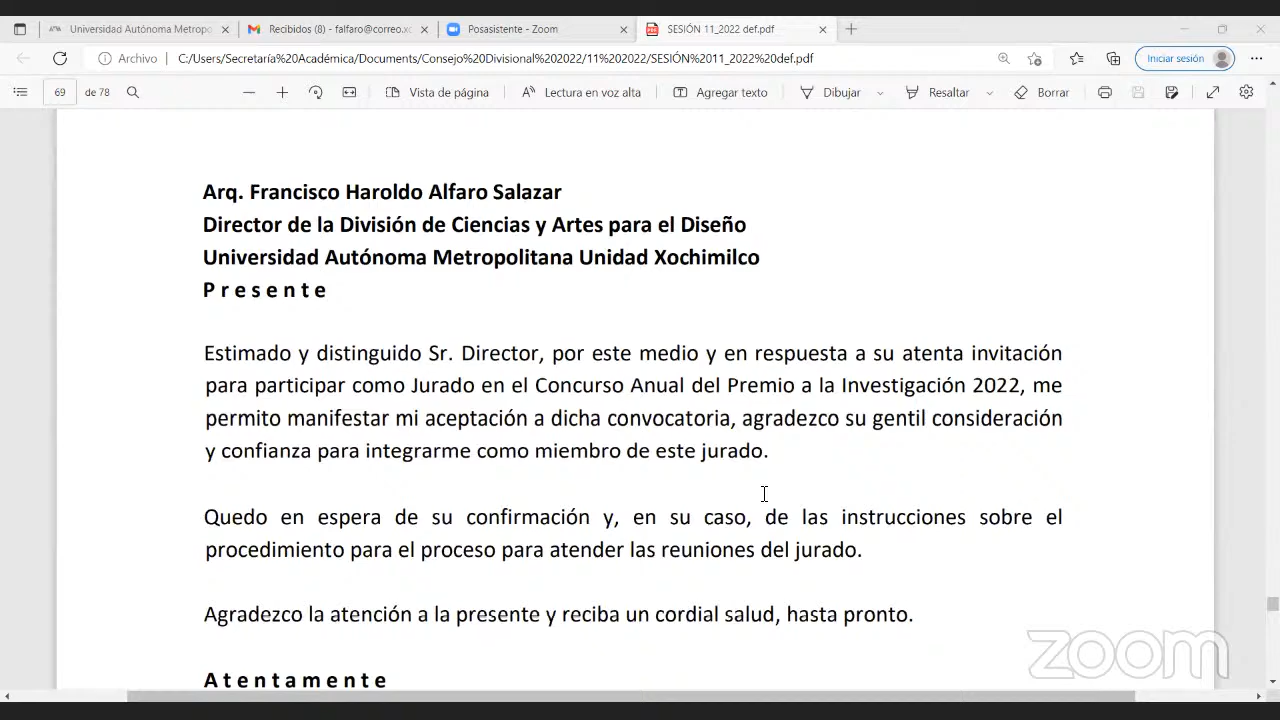 Universidad Autónoma Metropo
Recibidos (8) - falfaro@correo.xc
Posasistente - Zoom
SESIÓN 11_2022 def.pdf
Archivo
C:/Users/Secretaría%20Académica/Documents/Consejo%20Divisional%202022/11%202022/SESIÓN%2011_2022%20def.pdf
Iniciar sesión
69 de 78
Vista de página
Lectura en voz alta
Agregar texto
Dibujar
Resaltar
Borrar
Arq. Francisco Haroldo Alfaro Salazar
Director de la División de Ciencias y Artes para el Diseño
Universidad Autónoma Metropolitana Unidad Xochimilco
P r e s e n t e
Estimado y distinguido Sr. Director, por este medio y en respuesta a su atenta invitación
para participar como Jurado en el Concurso Anual del Premio a la Investigación 2022, me
permito manifestar mi aceptación a dicha convocatoria, agradezco su gentil consideración
y confianza para integrarme como miembro de este jurado.
Quedo en espera de su confirmación y, en su caso, de las instrucciones sobre el
procedimiento para el proceso para atender las reuniones del jurado.
Agradezco la atención a la presente y reciba un cordial salud, hasta pronto.
A t e n t a m e n t e
zoom